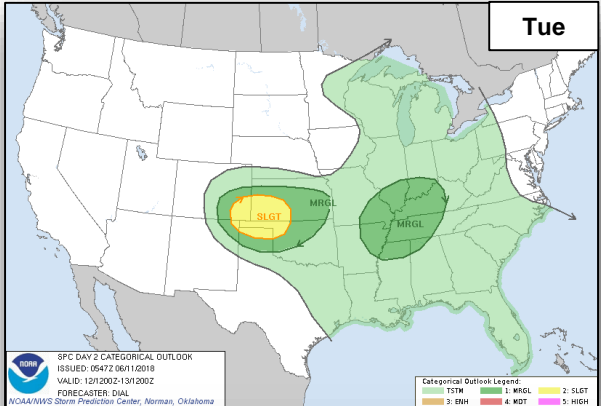 Tue
MRGL
SLGT
MRGL
NOAA
SPC DAY 2 CATEGORICAL OUTLOOK
ISSUED: 0547Z 06/11/2018
VALID: 12/1200Z-13/1200Z
FORECASTER: DIAL
NOAA/NWS Storm Prediction Center, Norman, Oklahoma
Categorical Outlook Legend:
TSTM 1: MRGL 2: SLGT
3: ENH 4: MDT 5: HIGH